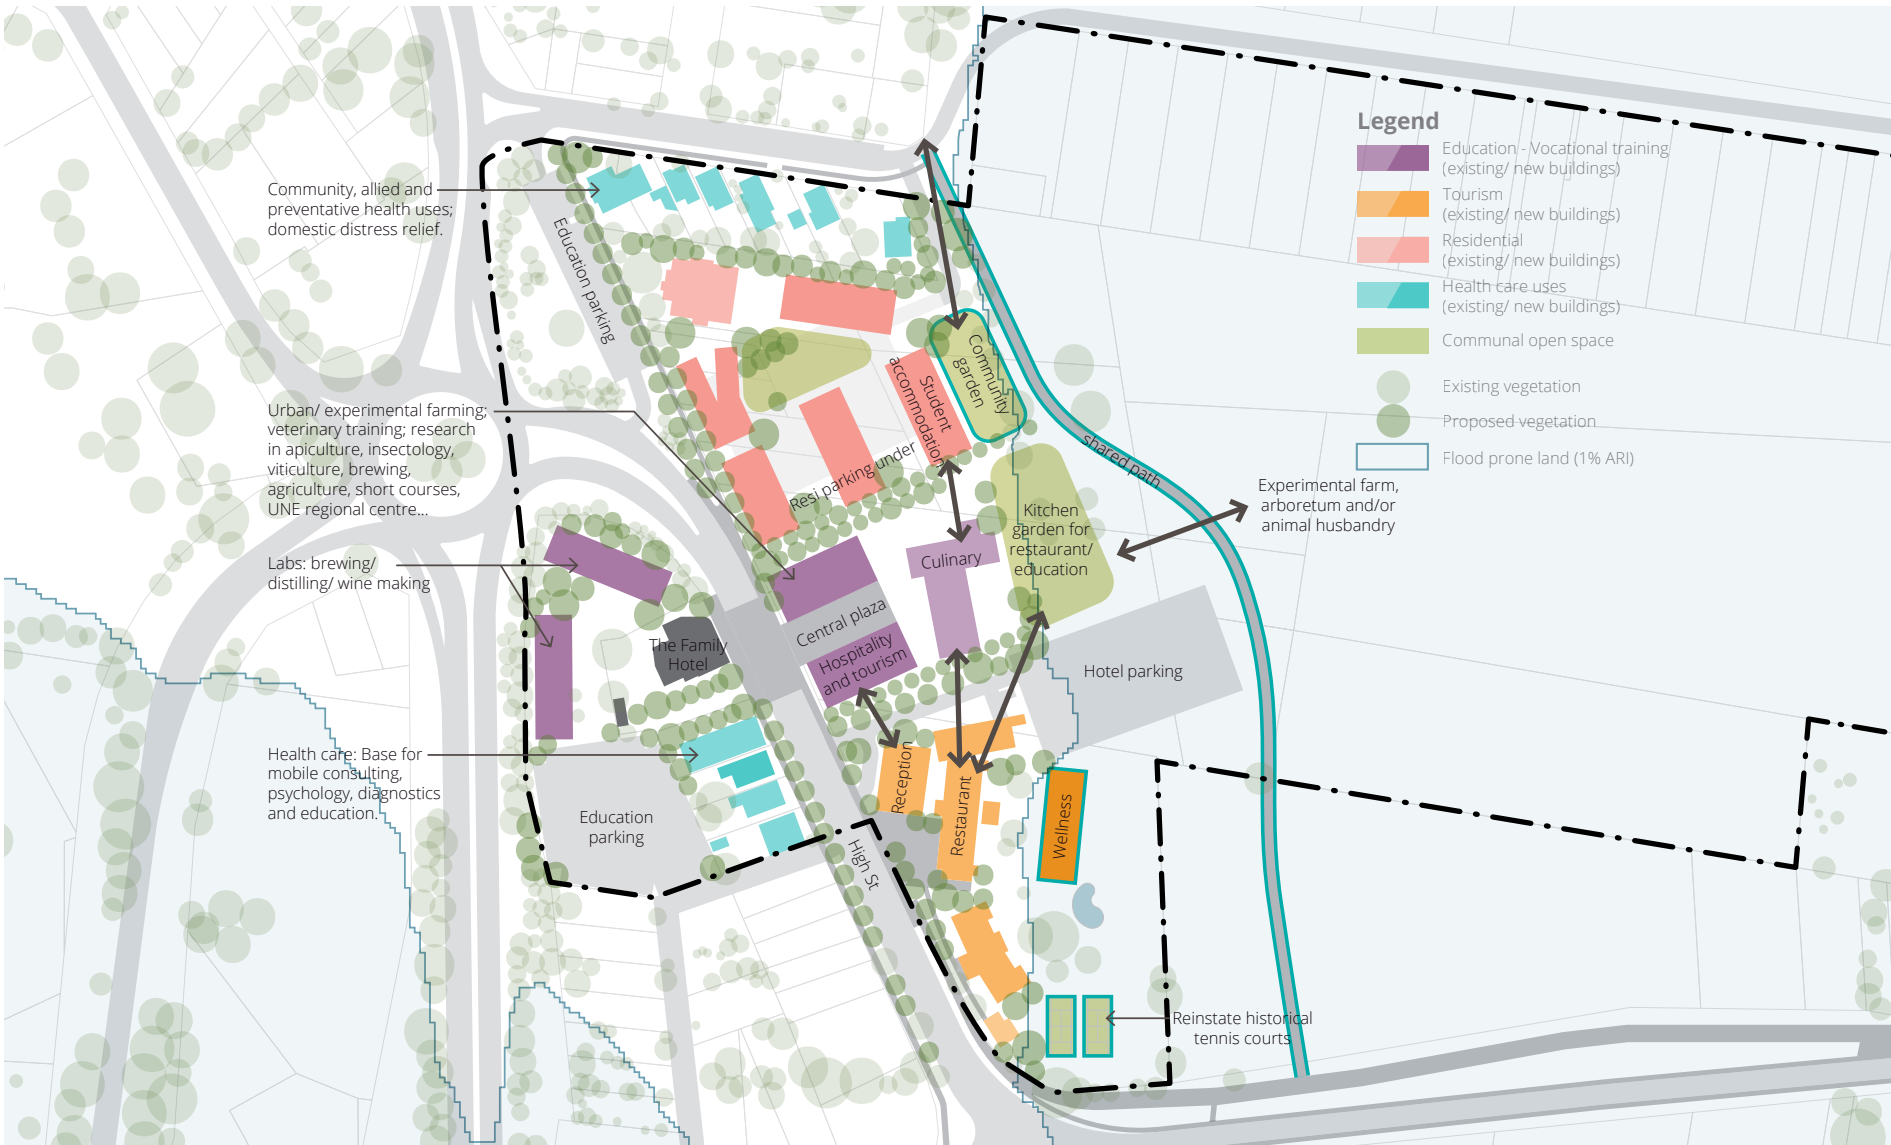 Legend
Education - Vocational training
(existing/ new buildings)
Tourism
(existing/ new buildings)
Residential
(existing/ new buildings)
Health care uses
(existing/ new buildings)
Communal open space
Existing vegetation
Proposed vegetation
Flood prone land (1% ARI)
Community, allied and
preventative health uses;
domestic distress relief.
Education parking
Urban/ experimental farming;
veterinary training; research
in apiculture, insectology,
viticulture, brewing,
agriculture, short courses,
UNE regional centre...
Labs: brewing/
distilling/ wine making
Health care: Base for
mobile consulting,
psychology, diagnostics
and education.
Student
accommodation
Community
garden
Resi parking under
shared path
Experimental farm,
arboretum and/or
animal husbandry
Kitchen
garden for
restaurant/
education
Culinary
Central plaza
Hospitality
and tourism
The Family
Hotel
Hotel parking
Education
parking
Reception
Restaurant
Wellness
High St
Reinstate historical
tennis courts